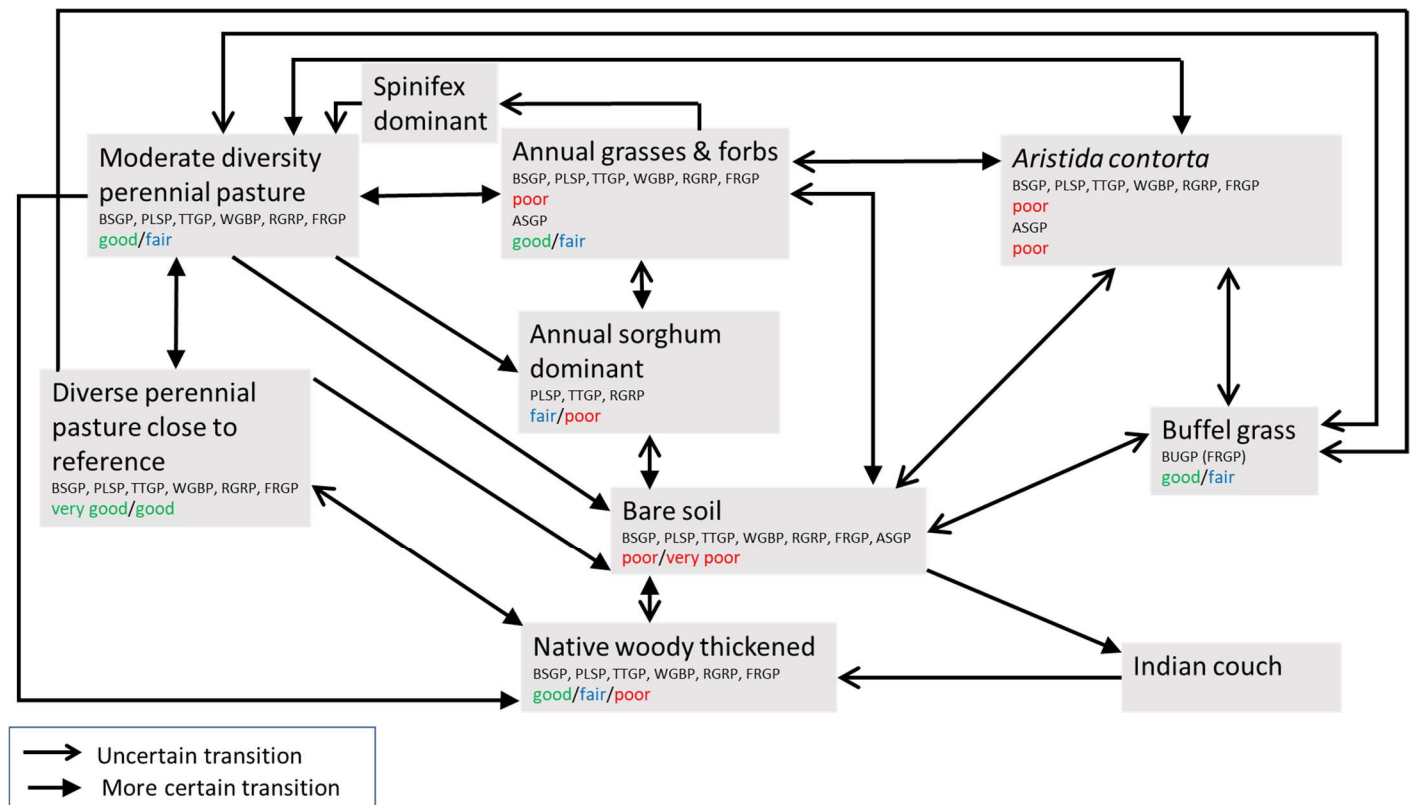 Spinifex
dominant
Moderate diversity
perennial pasture
BSGP, PLSP, TTGP, WGBP, RGRP, FRGP
good/fair
Annual grasses & forbs
BSGP, PLSP, TTGP, WGBP, RGRP, FRGP
poor
ASGP
good/fair
Aristida contorta
BSGP, PLSP, TTGP, WGBP, RGRP, FRGP
poor
ASGP
poor
Annual sorghum
dominant
PLSP, TTGP, RGRP
fair/poor
Diverse perennial
pasture close to
reference
BSGP, PLSP, TTGP, WGBP, RGRP, FRGP
very good/good
Buffel grass
BUGP (FRGP)
good/fair
Bare soil
BSGP, PLSP, TTGP, WGBP, RGRP, FRGP, ASGP
poor/very poor
Native woody thickened
BSGP, PLSP, TTGP, WGBP, RGRP, FRGP
good/fair/poor
Indian couch
Uncertain transition
More certain transition